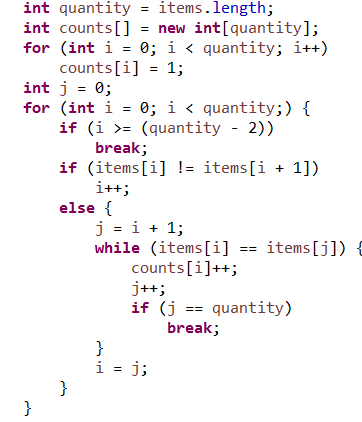 int quantity = items.length;
int counts[] = new int[quantity];
for (int i = 0; i < quantity; i++)
    counts[i] = 1;
int j = 0;
for (int i = 0; i < quantity;) {
    if (i >= (quantity - 2))
        break;
    if (items[i] != items[i + 1])
        i++;
    else {
        j = i + 1;
        while (items[i] == items[j]) {
            counts[i]++;
            j++;
            if (j == quantity)
                break;
        }
        i = j;
    }
}